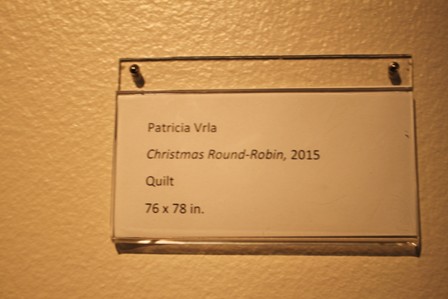 Patricia Vrla
Christmas Round-Robin, 2015
Quilt
76 x 78 in.